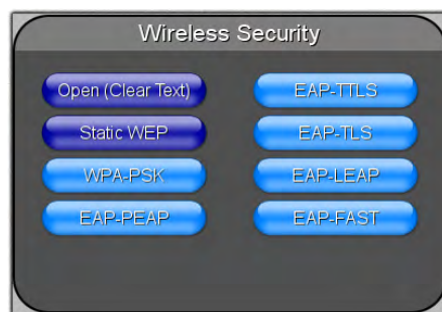 Wireless Security
Open (Clear Text)
Static WEP
WPA-PSK
EAP-PEAP
EAP-TTLS
EAP-TLS
EAP-LEAP
EAP-FAST